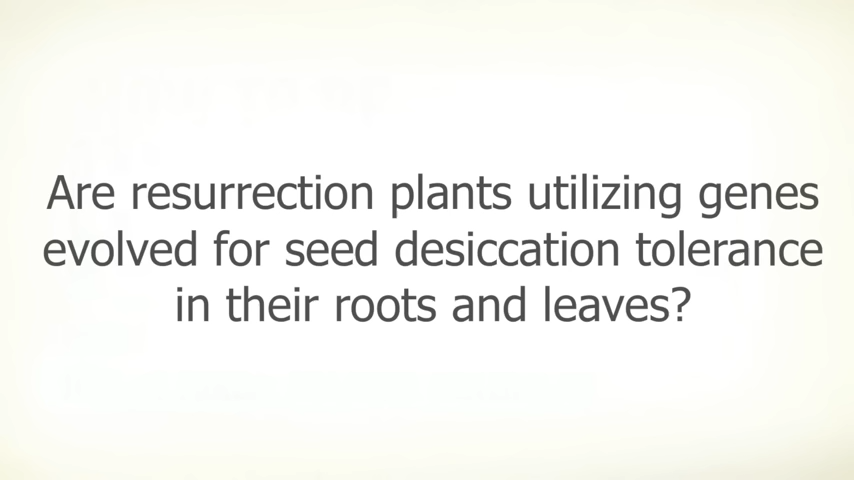 Are resurrection plants utilizing genes
evolved for seed desiccation tolerance
in their roots and leaves?